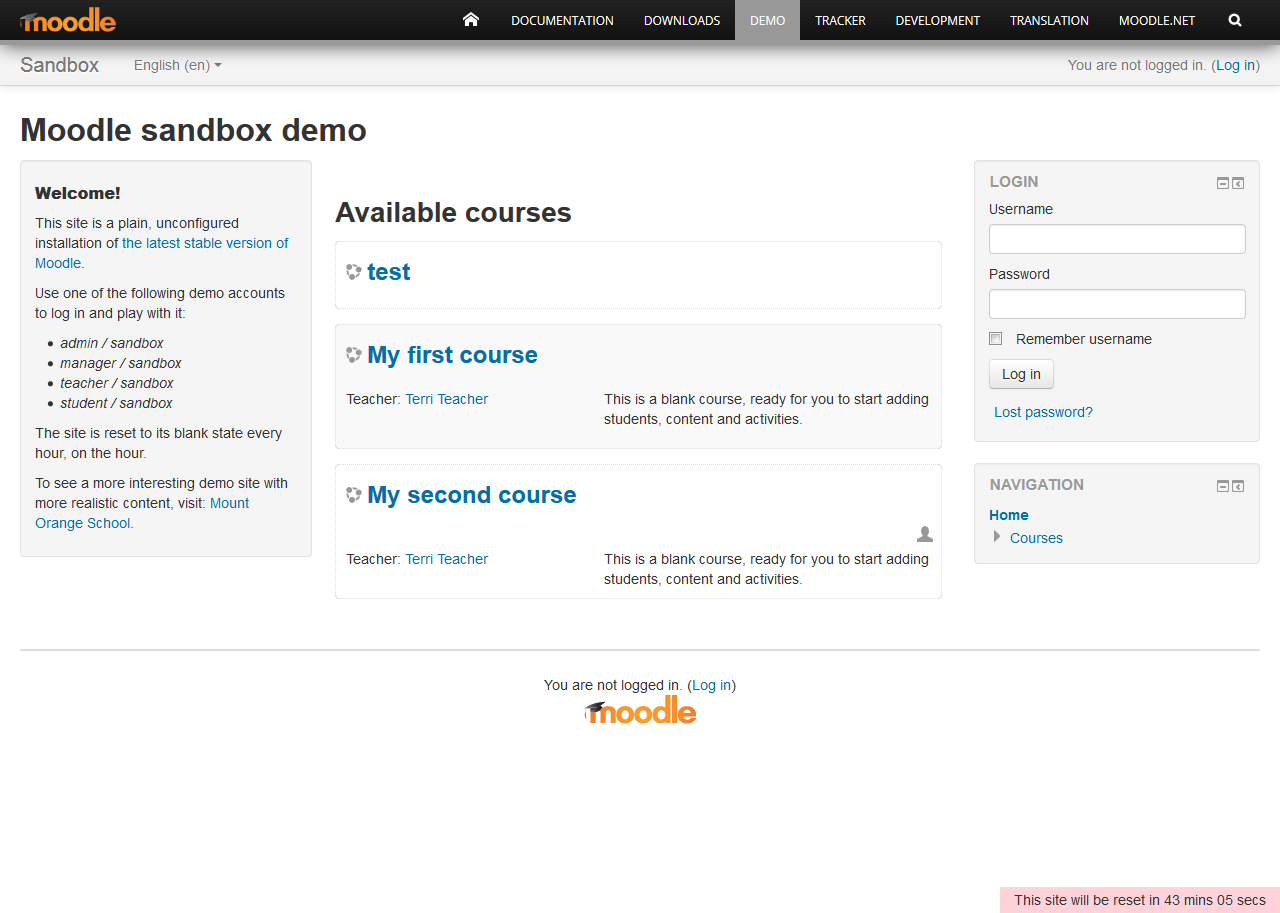 moodle
DOCUMENTATION DOWNLOADS DEMO TRACKER DEVELOPMENT TRANSLATION MOODLE.NET
Sandbox English (en) You are not logged in. (Log in)
Moodle sandbox demo
Welcome!
This site is a plain, unconfigured
installation of the latest stable version of
Moodle.
Use one of the following demo accounts
to log in and play with it:
admin / sandbox
manager / sandbox
teacher / sandbox
student / sandbox
The site is reset to its blank state every
hour, on the hour.
To see a more interesting demo site with
more realistic content, visit: Mount
Orange School.
Available courses
test
My first course
Teacher: Terri Teacher
This is a blank course, ready for you to start adding
students, content and activities.
My second course
Teacher: Terri Teacher
This is a blank course, ready for you to start adding
students, content and activities.
LOGIN
Username
Password
Remember username
Log in
Lost password?
NAVIGATION
Home
Courses
You are not logged in. (Log in)
moodle
This site will be reset in 43 mins 05 secs